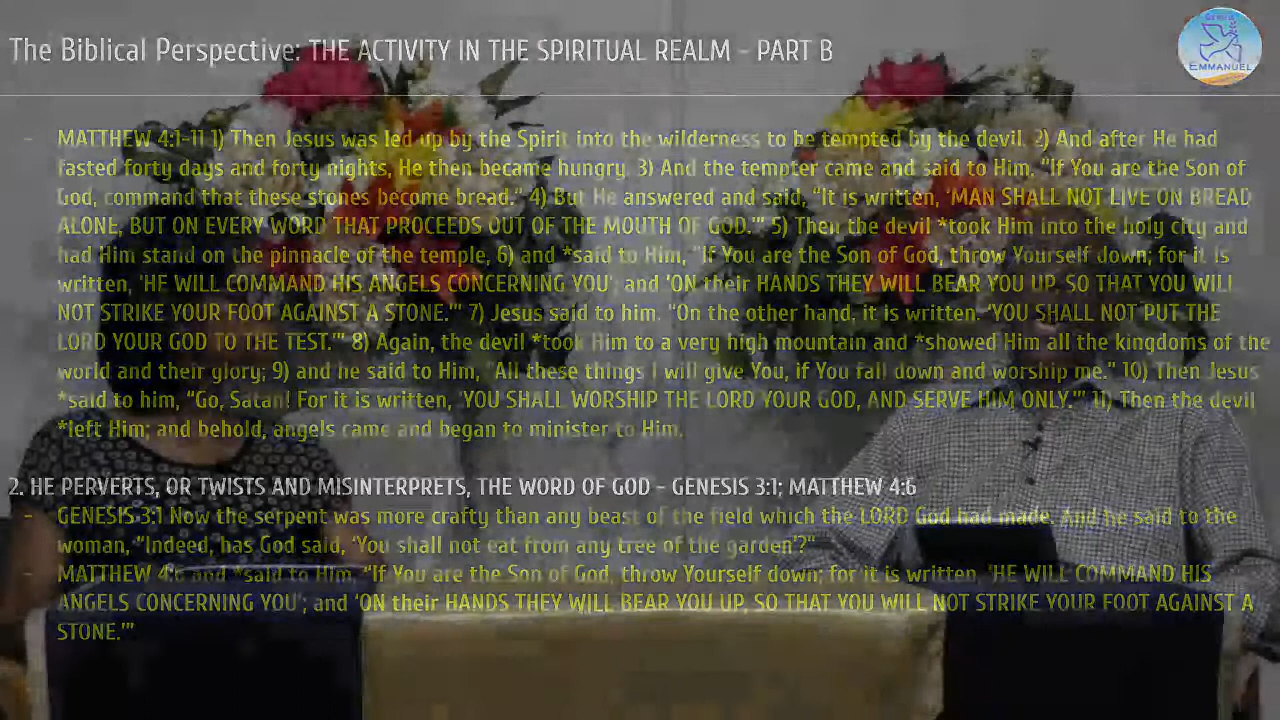 The Biblical Perspective: THE ACTIVITY IN THE SPIRITUAL REALM - PART B
EMMANUEL
- MATTHEW 4:1-11 1) Then Jesus was led up by the Spirit into the wilderness to be tempted by the devil. 2) And after He had
fasted forty days and forty nights, He then became hungry. 3) And the tempter came and said to Him, "If You are the Son of
God, command that these stones become bread." 4) But He answered and said, "It is written, 'MAN SHALL NOT LIVE ON BREAD
ALONE, BUT ON EVERY WORD THAT PROCEEDS OUT OF THE MOUTH OF GOD.'" 5) Then the devil *took Him into the holy city and
had Him stand on the pinnacle of the temple, 6) and *said to Him, "If You are the Son of God, throw Yourself down; for it is
written, 'HE WILL COMMAND HIS ANGELS CONCERNING YOU'; and 'ON their HANDS THEY WILL BEAR YOU UP, SO THAT YOU WILL
NOT STRIKE YOUR FOOT AGAINST A STONE.'" 7) Jesus said to him, "On the other hand, it is written, 'YOU SHALL NOT PUT THE
LORD YOUR GOD TO THE TEST.'" 8) Again, the devil *took Him to a very high mountain and *showed Him all the kingdoms of the
world and their glory; 9) and he said to Him, "All these things I will give You, if You fall down and worship me." 10) Then Jesus
*said to him, "Go, Satan! For it is written, 'YOU SHALL WORSHIP THE LORD YOUR GOD, AND SERVE HIM ONLY.'" 11) Then the devil
*left Him; and behold, angels came and began to minister to Him.
2. HE PERVERTS, OR TWISTS AND MISINTERPRETS, THE WORD OF GOD - GENESIS 3:1; MATTHEW 4:6
- GENESIS 3:1 Now the serpent was more crafty than any beast of the field which the LORD God had made. And he said to the
woman, "Indeed, has God said, 'You shall not eat from any tree of the garden'?"
- MATTHEW 4:6 and *said to Him, "If You are the Son of God, throw Yourself down; for it is written, 'HE WILL COMMAND HIS
ANGELS CONCERNING YOU'; and 'ON their HANDS THEY WILL BEAR YOU UP, SO THAT YOU WILL NOT STRIKE YOUR FOOT AGAINST A
STONE.'"